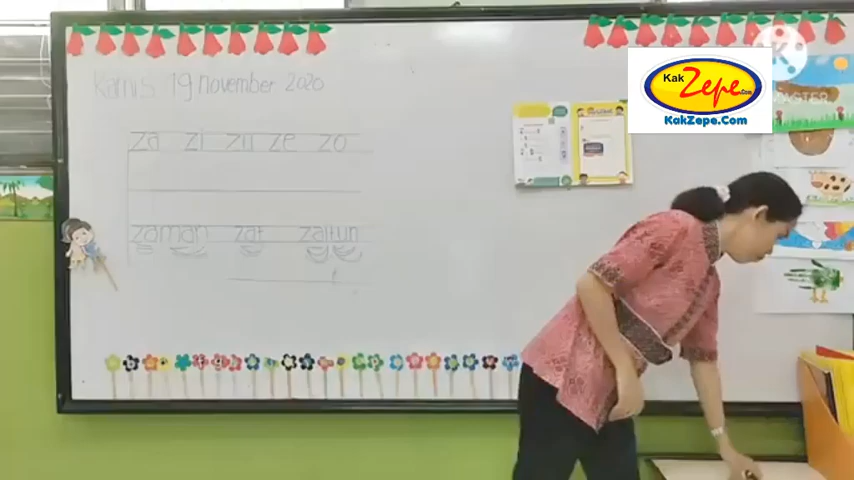 Kamis 19 november 2020
za zi zu ze zo
zaman zat zaitun
Kak Zepe.Com
KakZepe.Com